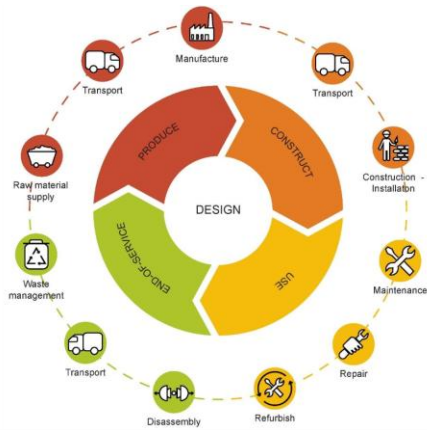 Manufacture
Transport
Transport
PRODUCE
CONSTRUCT
Raw material
supply
Construction -
Installation
DESIGN
END-OF-SERVICE
USE
Waste
management
Maintenance
Transport
Repair
Disassembly
Refurbish